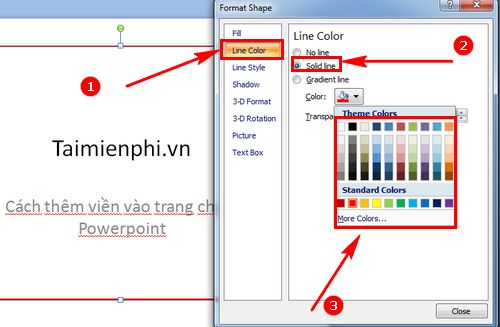 Format Shape
Fill
Line Color
Line Style
Shadow
3-D Format
3-D Rotation
Picture
Text Box
Line Color
No line
Solid line
Gradient line
Color:
Transpa
Theme Colors
Standard Colors
More Colors...
Close
1
2
3
Taimienphi.vn
Cách thêm viền vào trang ch
Powerpoint